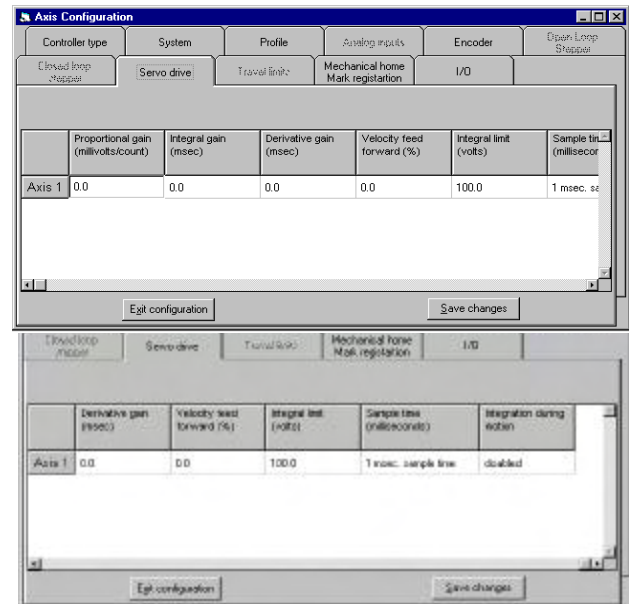 Axis Configuration
Controller type System Profile Analog inputs Encoder Open Loop
Stepper
Closed loop
stepper Servo drive Travel limits Mechanical home
Mark registartion I/O
Proportional gain
(millivolts/count) Integral gain
(msec) Derivative gain
(msec) Velocity feed
forward (%) Integral limit
(volts) Sample tim
(millisecon
Axis 1 0.0 0.0 0.0 0.0 100.0 1 msec. sa
Exit configuration Save changes
Closed loop
stepper Servo drive Travel limits Mechanical home
Mark registartion I/O
Derivative gain
(msec) Velocity feed
forward (%) Integral limit
(volts) Sample time
(milliseconds) Integration during
motion
Axis 1 0.0 0.0 100.0 1 msec. sample time disabled
Exit configuration Save changes